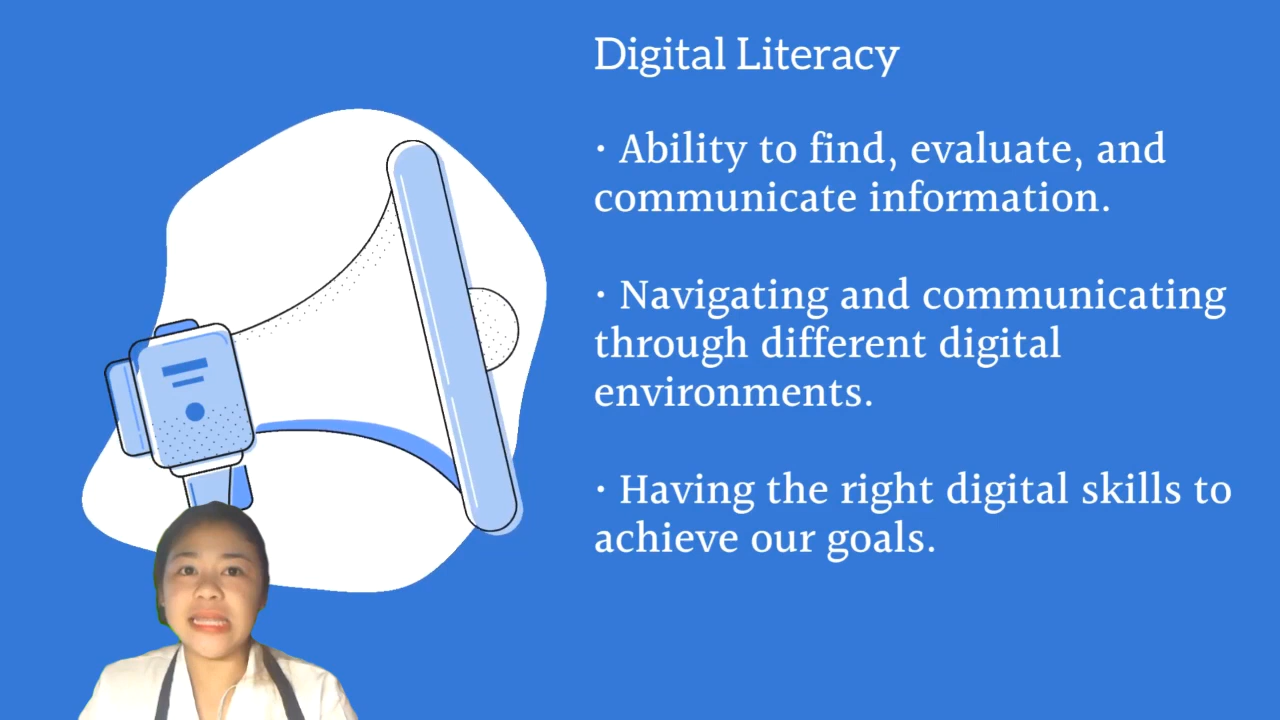 Digital Literacy
· Ability to find, evaluate, and
communicate information.
· Navigating and communicating
through different digital
environments.
· Having the right digital skills to
achieve our goals.